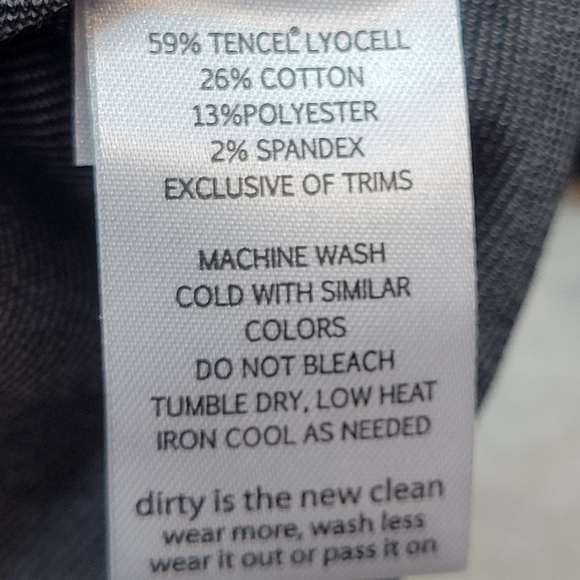 59% TENCEL® LYOCELL
26% COTTON
13%POLYESTER
2% SPANDEX
EXCLUSIVE OF TRIMS
MACHINE WASH
COLD WITH SIMILAR
COLORS
DO NOT BLEACH
TUMBLE DRY, LOW HEAT
IRON COOL AS NEEDED
dirty is the new clean
wear more, wash less
wear it out or pass it on